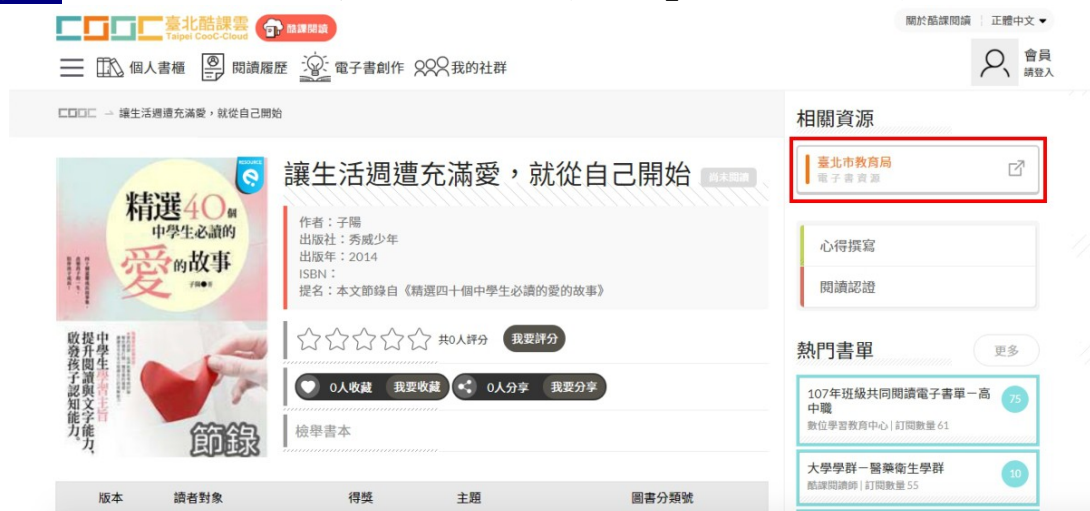 COOC 臺北酷課雲
Taipei CooC-Cloud
酷課閱讀
關於酷課閱讀
正體中文
個人書櫃
閱讀履歷
電子書創作
我的社群
會員
請登入
COOC → 讓生活週遭充滿愛，就從自己開始
RESOURCE
精選40個
中學生必讀的
愛的故事
子陽●著
中學生學習主旨
提升閱讀與文字能力，
啟發孩子認知能力。
節錄
讓生活週遭充滿愛，就從自己開始
尚未閱讀
作者：子陽
出版社：秀威少年
出版年：2014
ISBN：
提名：本文節錄自《精選四十個中學生必讀的愛的故事》
共0人評分
我要評分
0人收藏
我要收藏
0人分享
我要分享
檢舉書本
版本
讀者對象
得獎
主題
圖書分類號
相關資源
臺北市教育局
電子書資源
心得撰寫
閱讀認證
熱門書單
更多
107年班級共同閱讀電子書單－高
中職
數位學習教育中心 | 訂閱數量 61
75
大學學群－醫藥衛生學群
酷課閱讀師 | 訂閱數量 55
10